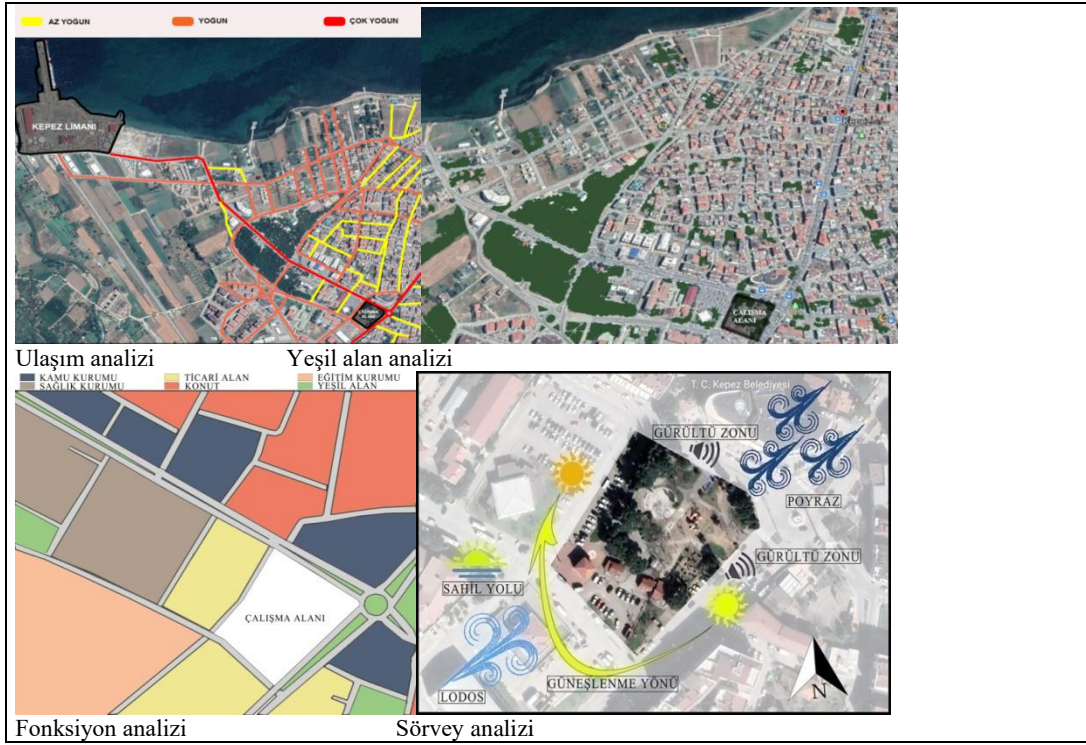 AZ YOĞUN YOĞUN ÇOK YOĞUN
KEPEZ LİMANI
ÇALIŞMA
ALANI
Ulaşım analizi Yeşil alan analizi
KAMU KURUMU TİCARİ ALAN EĞİTİM KURUMU
SAĞLIK KURUMU KONUT YEŞİL ALAN
ÇALIŞMA ALANI
T. C. Kepez Belediyesi
GÜRÜLTÜ ZONU
POYRAZ
GÜRÜLTÜ ZONU
SAHİL YOLU
LODOS
GÜNEŞLENME YÖNÜ
N
Fonksiyon analizi Sörvey analizi